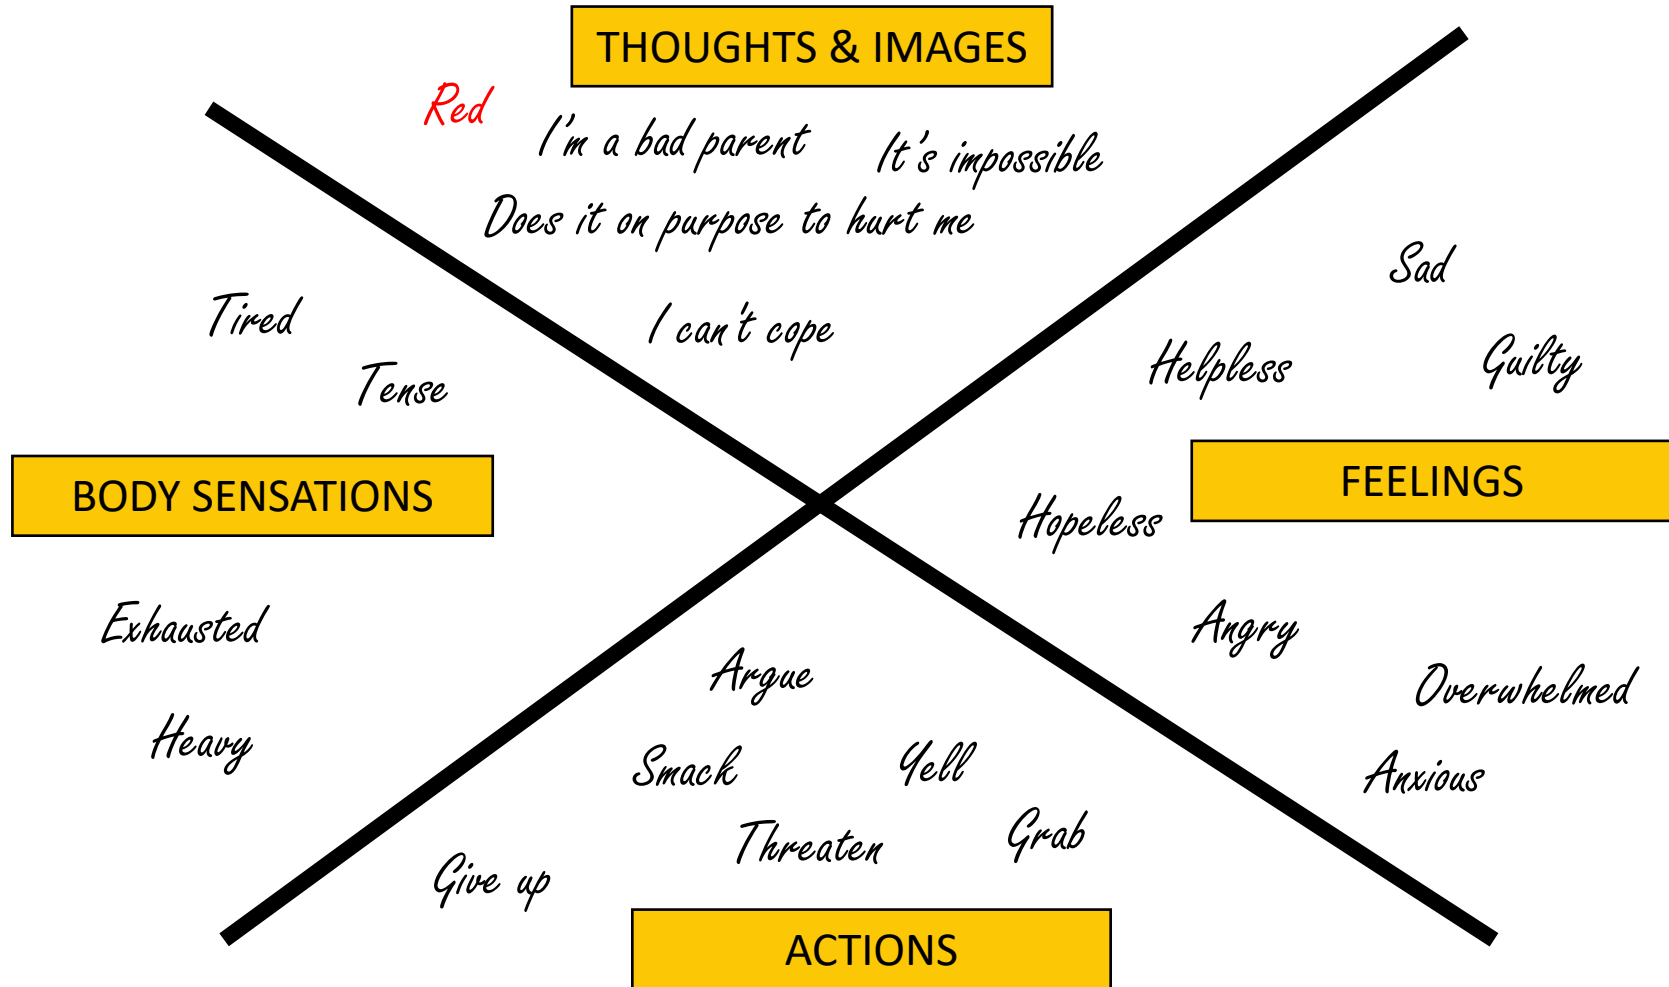 THOUGHTS & IMAGES
Red
I'm a bad parent
It's impossible
Does it on purpose to hurt me
I can't cope
Tired
Tense
BODY SENSATIONS
Exhausted
Heavy
Sad
Helpless
Guilty
FEELINGS
Hopeless
Angry
Overwhelmed
Anxious
Argue
Smack
Yell
Threaten
Grab
Give up
ACTIONS